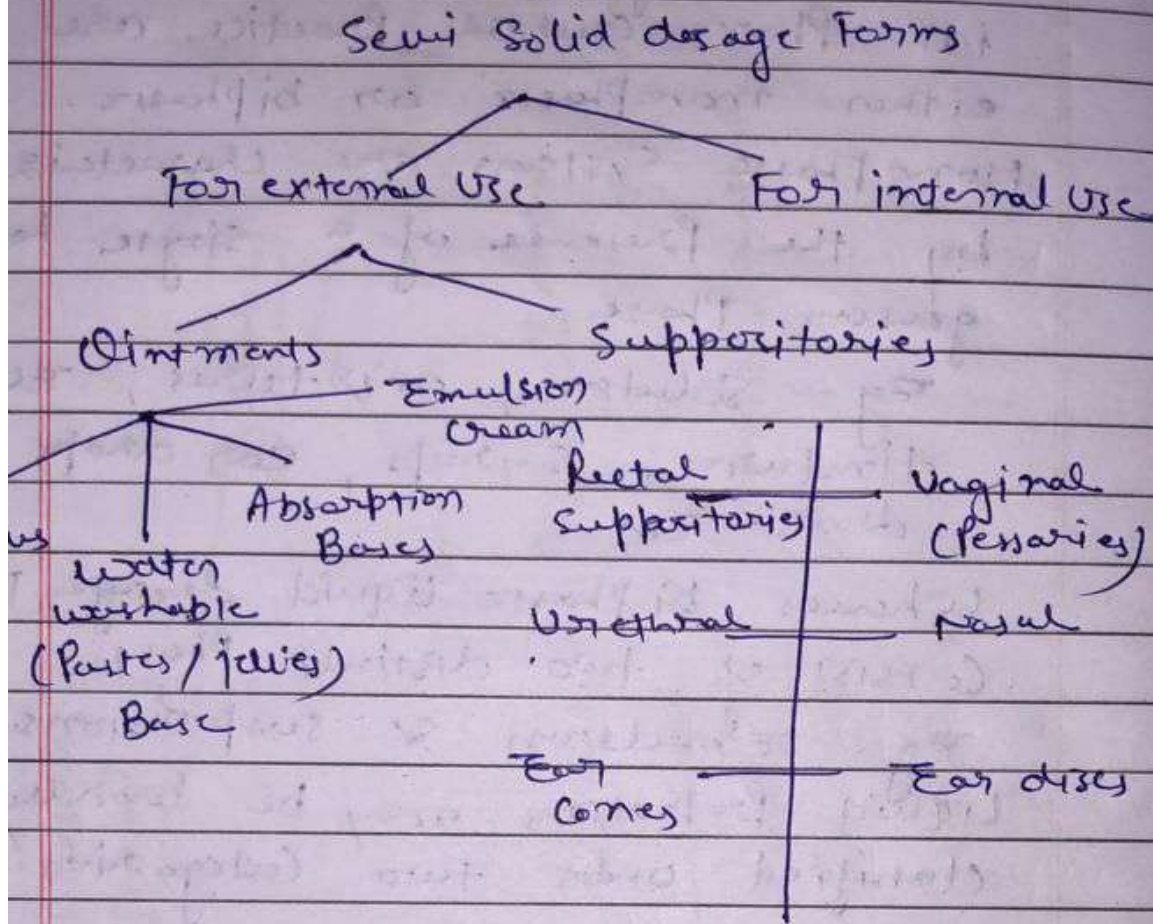 Semi Solid dosage Forms
For external Use
For internal Use
Ointments
Suppositories
Emulsion
cream
Absorption
Bases
water
washable
(Pastes / jellies)
Base
Rectal
suppositories
Vaginal
(Pessaries)
Urethral
Nasal
Ear
Cones
Ear discs